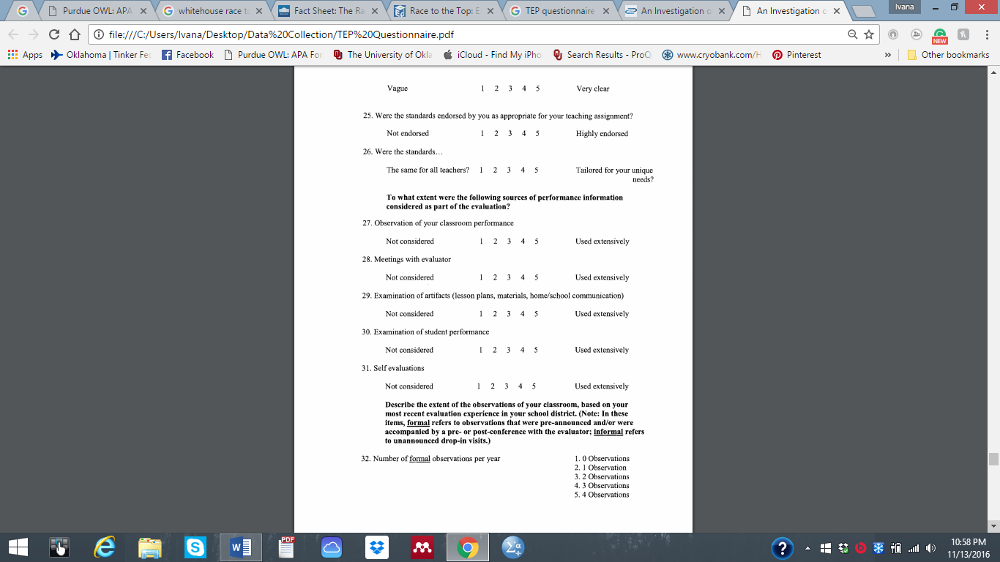 Ivana
Purdue OWL: APA
whitehouse race to
Fact Sheet: The Ra
Race to the Top: E
TEP questionnaire
An Investigation o
An Investigation o
file:///C:/Users/Ivana/Desktop/Data%20Collection/TEP%20Questionnaire.pdf
NEW
Apps
Oklahoma | Tinker Fed
Facebook
Purdue OWL: APA For
The University of Okla
iCloud - Find My iPho
Search Results - ProQ
www.cryobank.com/H
Pinterest
»
Other bookmarks
Vague 1 2 3 4 5 Very clear
25. Were the standards endorsed by you as appropriate for your teaching assignment?
Not endorsed 1 2 3 4 5 Highly endorsed
26. Were the standards…
The same for all teachers? 1 2 3 4 5 Tailored for your unique
needs?
To what extent were the following sources of performance information
considered as part of the evaluation?
27. Observation of your classroom performance
Not considered 1 2 3 4 5 Used extensively
28. Meetings with evaluator
Not considered 1 2 3 4 5 Used extensively
29. Examination of artifacts (lesson plans, materials, home/school communication)
Not considered 1 2 3 4 5 Used extensively
30. Examination of student performance
Not considered 1 2 3 4 5 Used extensively
31. Self evaluations
Not considered 1 2 3 4 5 Used extensively
Describe the extent of the observations of your classroom, based on your
most recent evaluation experience in your school district. (Note: In these
items, formal refers to observations that were pre-announced and/or were
accompanied by a pre- or post-conference with the evaluator; informal refers
to unannounced drop-in visits.)
32. Number of formal observations per year
1. 0 Observations
2. 1 Observation
3. 2 Observations
4. 3 Observations
5. 4 Observations
PDF
10:58 PM
11/13/2016